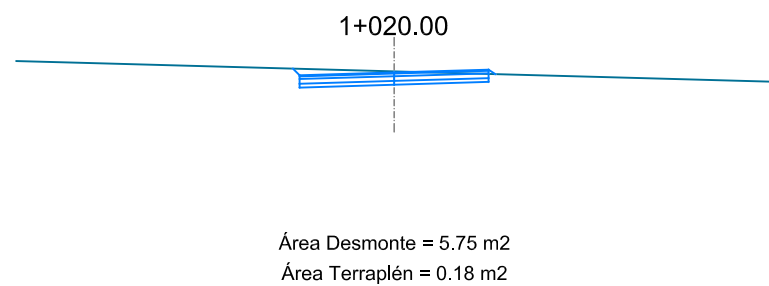 1+020.00
Área Desmonte = 5.75 m2
Área Terraplén = 0.18 m2